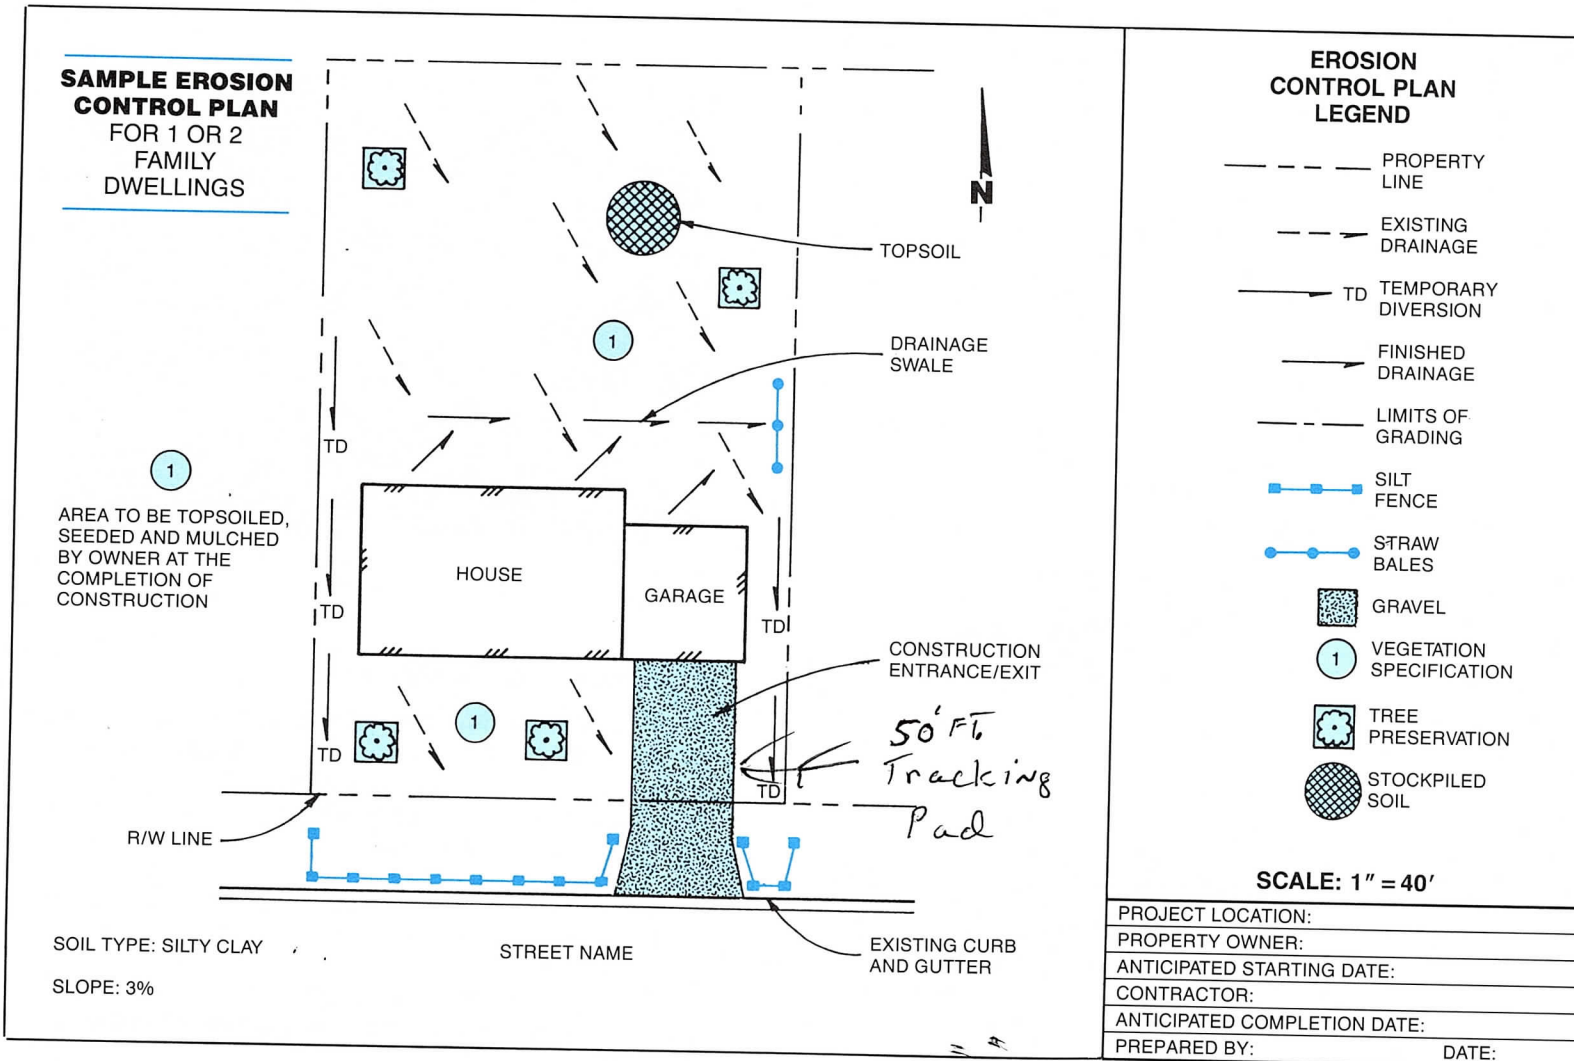 SAMPLE EROSION
CONTROL PLAN
FOR 1 OR 2
FAMILY
DWELLINGS
N
TOPSOIL
1
DRAINAGE
SWALE
TD
1
AREA TO BE TOPSOILED,
SEEDED AND MULCHED
BY OWNER AT THE
COMPLETION OF
CONSTRUCTION
HOUSE
GARAGE
TD
TD
CONSTRUCTION
ENTRANCE/EXIT
1
TD
TD
50' FT.
Tracking
Pad
R/W LINE
STREET NAME
EXISTING CURB
AND GUTTER
SOIL TYPE: SILTY CLAY
SLOPE: 3%
EROSION
CONTROL PLAN
LEGEND
PROPERTY
LINE
EXISTING
DRAINAGE
TD TEMPORARY
DIVERSION
FINISHED
DRAINAGE
LIMITS OF
GRADING
SILT
FENCE
STRAW
BALES
GRAVEL
1 VEGETATION
SPECIFICATION
TREE
PRESERVATION
STOCKPILED
SOIL
SCALE: 1" = 40'
PROJECT LOCATION:
PROPERTY OWNER:
ANTICIPATED STARTING DATE:
CONTRACTOR:
ANTICIPATED COMPLETION DATE:
PREPARED BY: DATE: